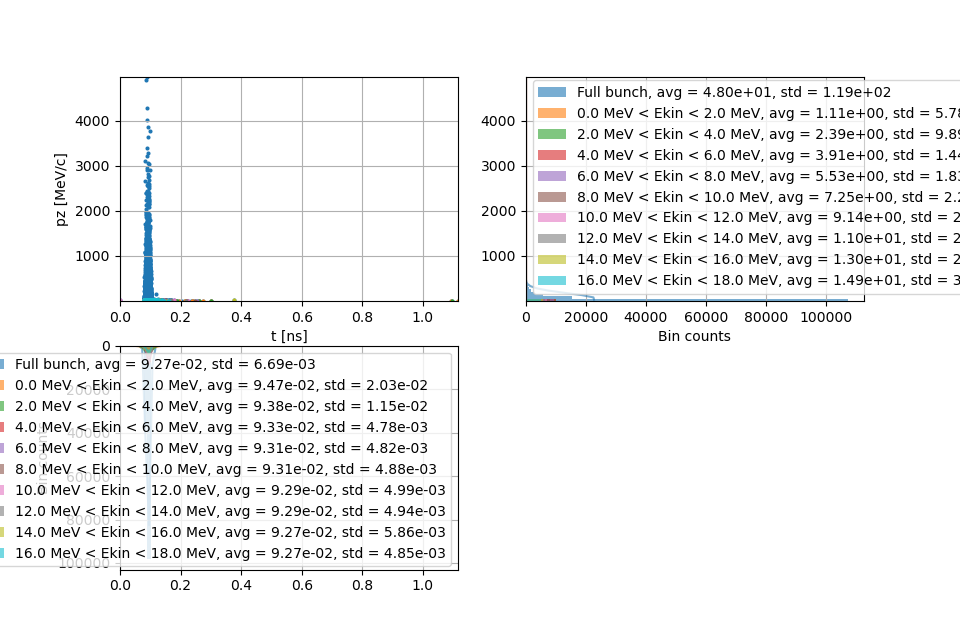 4000
3000
2000
1000
pz [MeV/c]
0.0 0.2 0.4 0.6 0.8 1.0
t [ns]
4000
3000
2000
1000
Full bunch, avg = 4.80e+01, std = 1.19e+02
0.0 MeV < Ekin < 2.0 MeV, avg = 1.11e+00, std = 5.78
2.0 MeV < Ekin < 4.0 MeV, avg = 2.39e+00, std = 9.89
4.0 MeV < Ekin < 6.0 MeV, avg = 3.91e+00, std = 1.44
6.0 MeV < Ekin < 8.0 MeV, avg = 5.53e+00, std = 1.83
8.0 MeV < Ekin < 10.0 MeV, avg = 7.25e+00, std = 2.2
10.0 MeV < Ekin < 12.0 MeV, avg = 9.14e+00, std = 2
12.0 MeV < Ekin < 14.0 MeV, avg = 1.10e+01, std = 2
14.0 MeV < Ekin < 16.0 MeV, avg = 1.30e+01, std = 2
16.0 MeV < Ekin < 18.0 MeV, avg = 1.49e+01, std = 3
0 20000 40000 60000 80000 100000
Bin counts
0
20000
40000
60000
80000
100000
Full bunch, avg = 9.27e-02, std = 6.69e-03
0.0 MeV < Ekin < 2.0 MeV, avg = 9.47e-02, std = 2.03e-02
2.0 MeV < Ekin < 4.0 MeV, avg = 9.38e-02, std = 1.15e-02
4.0 MeV < Ekin < 6.0 MeV, avg = 9.33e-02, std = 4.78e-03
6.0 MeV < Ekin < 8.0 MeV, avg = 9.31e-02, std = 4.82e-03
8.0 MeV < Ekin < 10.0 MeV, avg = 9.31e-02, std = 4.88e-03
10.0 MeV < Ekin < 12.0 MeV, avg = 9.29e-02, std = 4.99e-03
12.0 MeV < Ekin < 14.0 MeV, avg = 9.29e-02, std = 4.94e-03
14.0 MeV < Ekin < 16.0 MeV, avg = 9.27e-02, std = 5.86e-03
16.0 MeV < Ekin < 18.0 MeV, avg = 9.27e-02, std = 4.85e-03
0.0 0.2 0.4 0.6 0.8 1.0